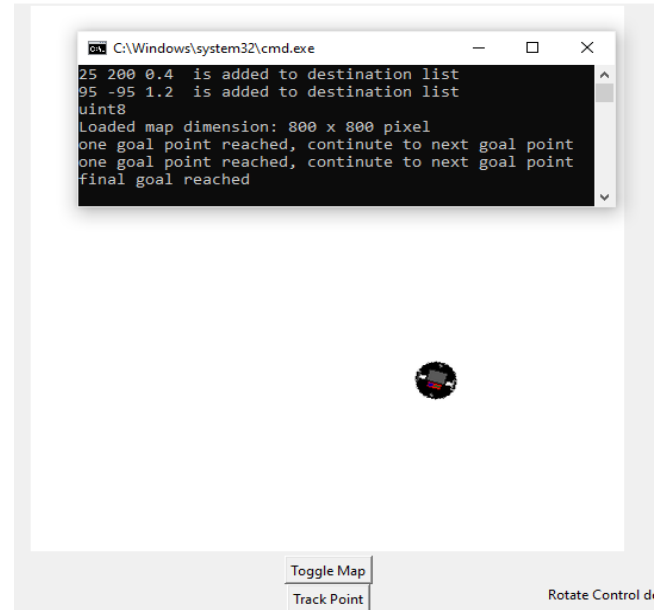 C:\Windows\system32\cmd.exe
25 200 0.4  is added to destination list
95 -95 1.2  is added to destination list
uint8
Loaded map dimension: 800 x 800 pixel
one goal point reached, continute to next goal point
one goal point reached, continute to next goal point
final goal reached
Toggle Map
Track Point
Rotate Control